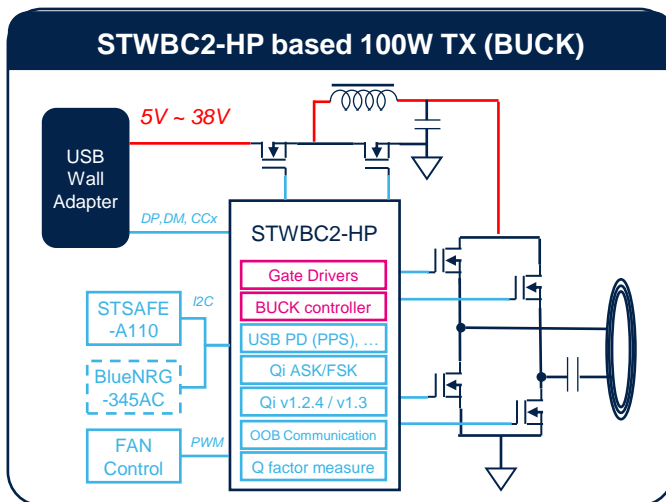 STWBC2-HP based 100W TX (BUCK)
5V ~ 38V
USB
Wall
Adapter
DP,DM, CCx
STWBC2-HP
Gate Drivers
BUCK controller
USB PD (PPS), ...
Qi ASK/FSK
Qi v1.2.4 / v1.3
OOB Communication
Q factor measure
I2C
STSAFE
-A110
BlueNRG
-345AC
FAN
Control
PWM